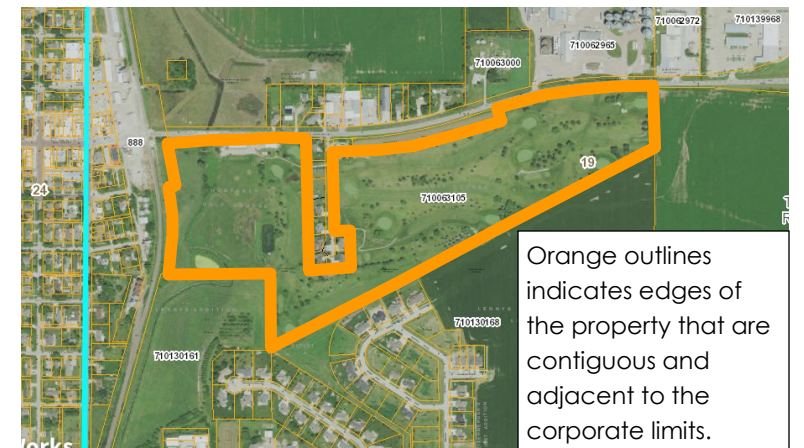 710062972
710139968
710062965
710063000
888
19
24
710063105
Orange outlines
indicates edges of
the property that are
contiguous and
adjacent to the
corporate limits.
710130168
710130161